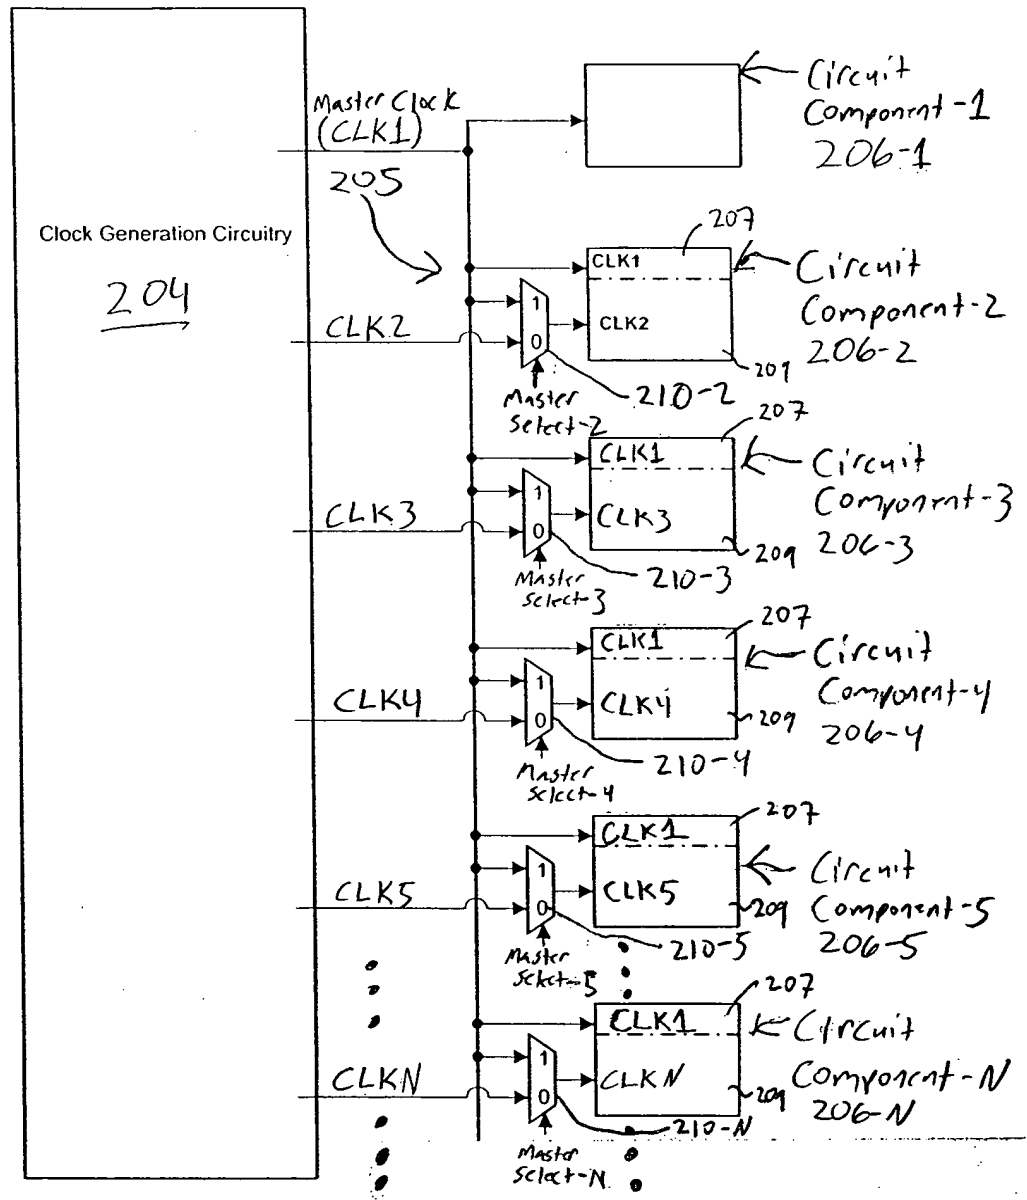 Master Clock
(CLK1)
205
Clock Generation Circuitry
204
Circuit
Component-1
206-1
207
CLK1
CLK2
1
0
CLK2
209
Circuit
Component-2
206-2
Master
Select-2
210-2
207
CLK1
CLK3
1
0
CLK3
209
Circuit
Component-3
206-3
Master
Select-3
210-3
207
CLK1
CLK4
1
0
CLK4
209
Circuit
Component-4
206-4
Master
Select-4
210-4
207
CLK1
CLK5
1
0
CLK5
209
Circuit
Component-5
206-5
Master
Select-5
210-5
207
CLK1
CLKN
1
0
CLKN
209
Circuit
Component-N
206-N
Master
Select-N
210-N